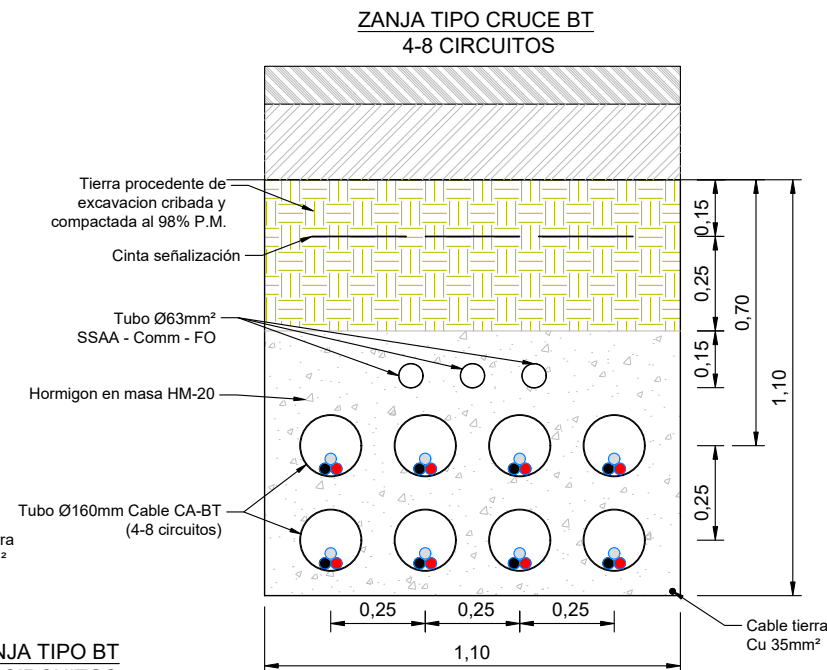 ZANJA TIPO CRUCE BT
4-8 CIRCUITOS
Tierra procedente de
excavacion cribada y
compactada al 98% P.M.
Cinta señalización
Tubo Ø63mm²
SSAA - Comm - FO
Hormigon en masa HM-20
Tubo Ø160mm Cable CA-BT
(4-8 circuitos)
0,15
0,25
0,15
0,70
1,10
0,25
0,25
0,25
0,25
1,10
Cable tierra
Cu 35mm²
rra
²
NJA TIPO BT